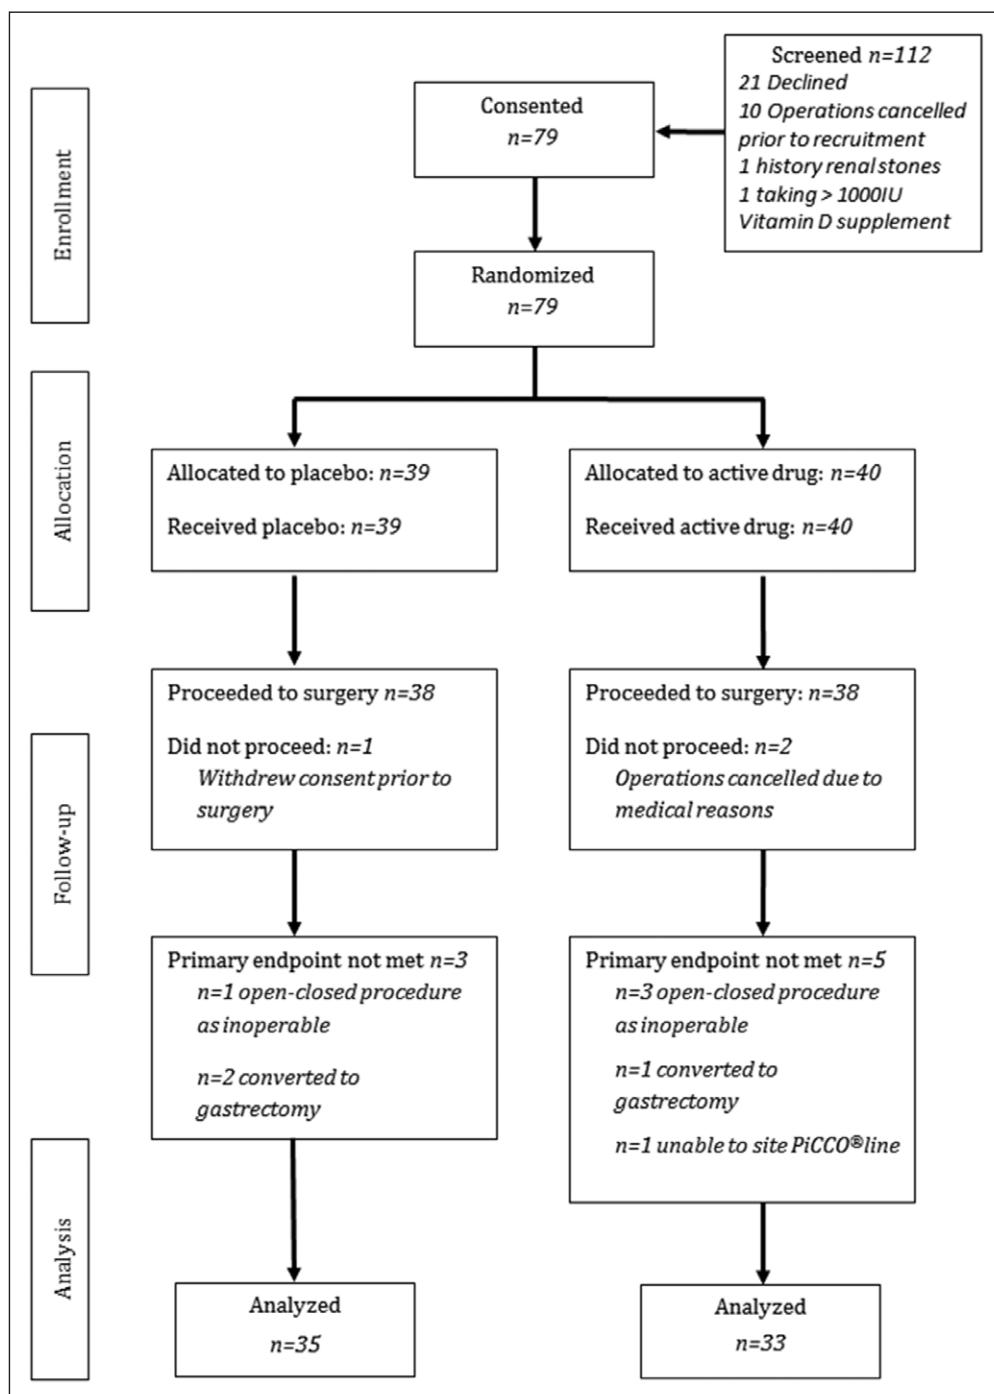 Screened n=112
21 Declined
10 Operations cancelled
prior to recruitment
1 history renal stones
1 taking > 1000IU
Vitamin D supplement
Enrollment
Consented
n=79
Randomized
n=79
Allocation
Allocated to placebo: n=39
Received placebo: n=39
Allocated to active drug: n=40
Received active drug: n=40
Follow-up
Proceeded to surgery n=38
Did not proceed: n=1
Withdrew consent prior to
surgery
Proceeded to surgery: n=38
Did not proceed: n=2
Operations cancelled due to
medical reasons
Primary endpoint not met n=3
n=1 open-closed procedure
as inoperable
n=2 converted to
gastrectomy
Primary endpoint not met n=5
n=3 open-closed procedure
as inoperable
n=1 converted to
gastrectomy
n=1 unable to site PiCCO® line
Analysis
Analyzed
n=35
Analyzed
n=33